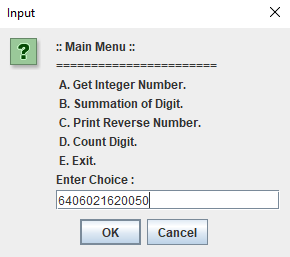 Input
:: Main Menu ::
=======================
A. Get Integer Number.
B. Summation of Digit.
C. Print Reverse Number.
D. Count Digit.
E. Exit.
Enter Choice :
6406021620050
OK Cancel